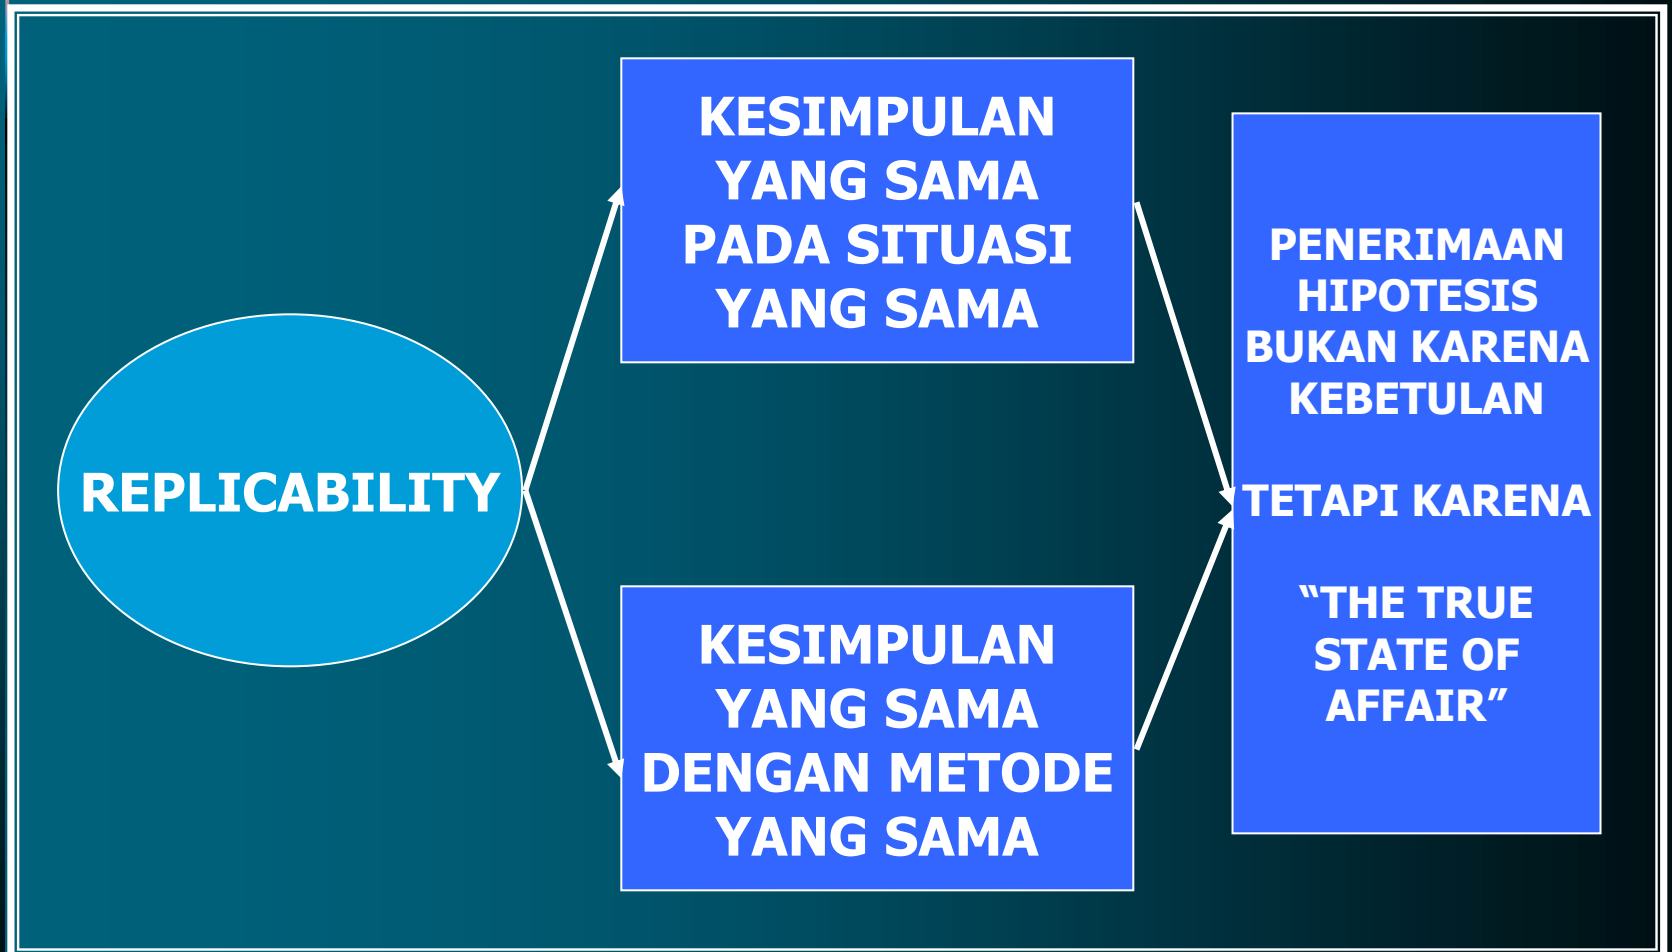 REPLICABILITY
KESIMPULAN
YANG SAMA
PADA SITUASI
YANG SAMA
KESIMPULAN
YANG SAMA
DENGAN METODE
YANG SAMA
PENERIMAAN
HIPOTESIS
BUKAN KARENA
KEBETULAN
TETAPI KARENA
“THE TRUE
STATE OF
AFFAIR”